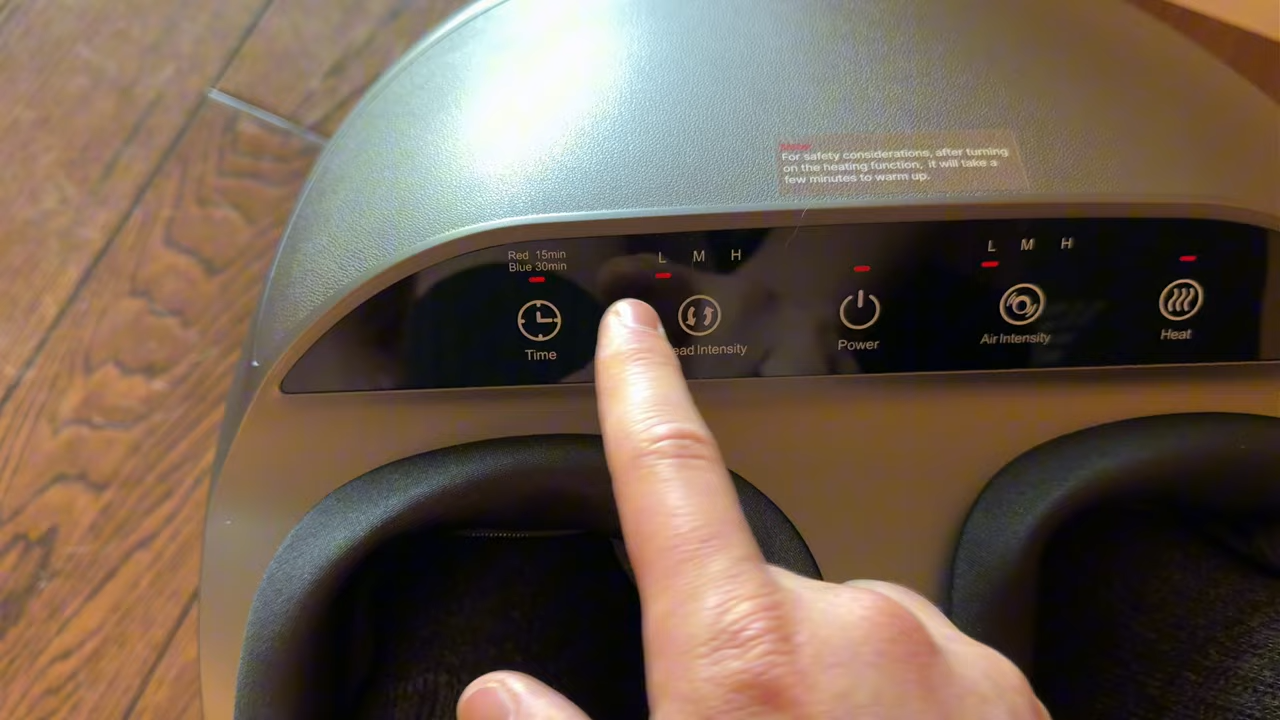 For safety considerations, after turning
on the heating function, it will take a
few minutes to warm up.
Red 15min
Blue 30min
L M H
L M H
Time
ead Intensity
Power
Air Intensity
Heat